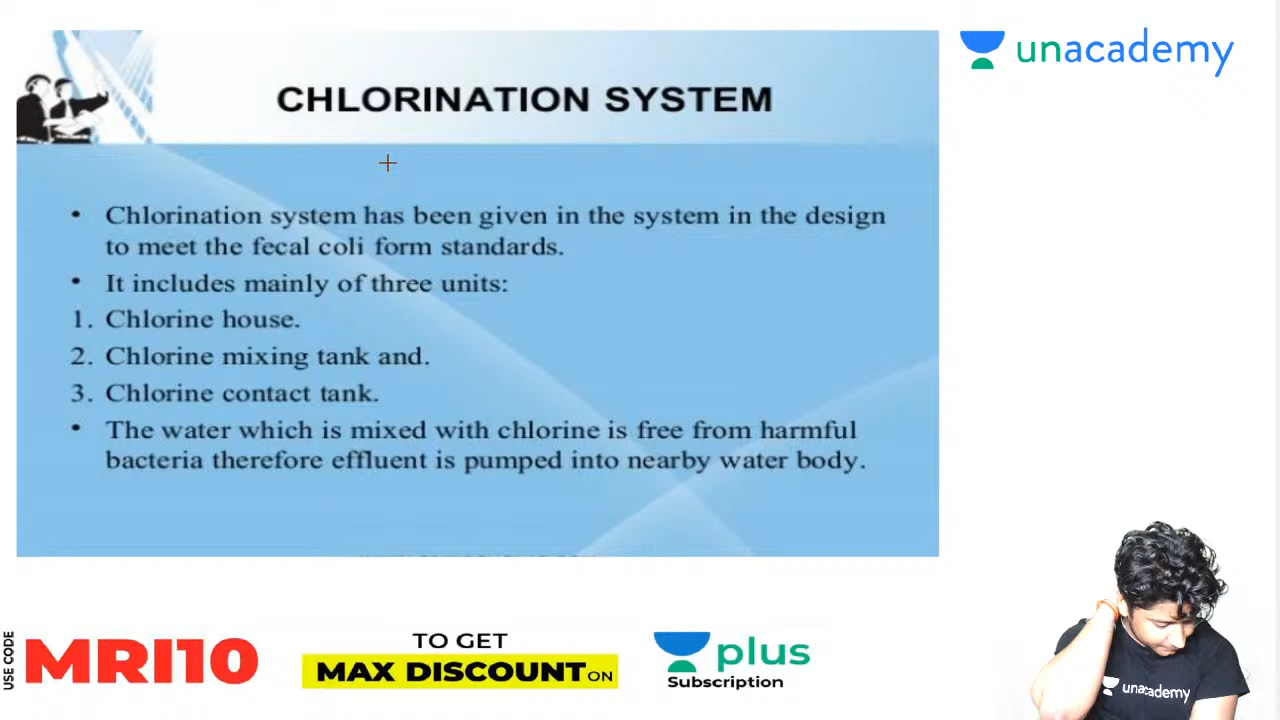 unacademy
CHLORINATION SYSTEM
• Chlorination system has been given in the system in the design
to meet the fecal coli form standards.
• It includes mainly of three units:
1. Chlorine house.
2. Chlorine mixing tank and.
3. Chlorine contact tank.
• The water which is mixed with chlorine is free from harmful
bacteria therefore effluent is pumped into nearby water body.
USE CODE
MRI10
TO GET
MAX DISCOUNT ON
plus
Subscription
unacademy